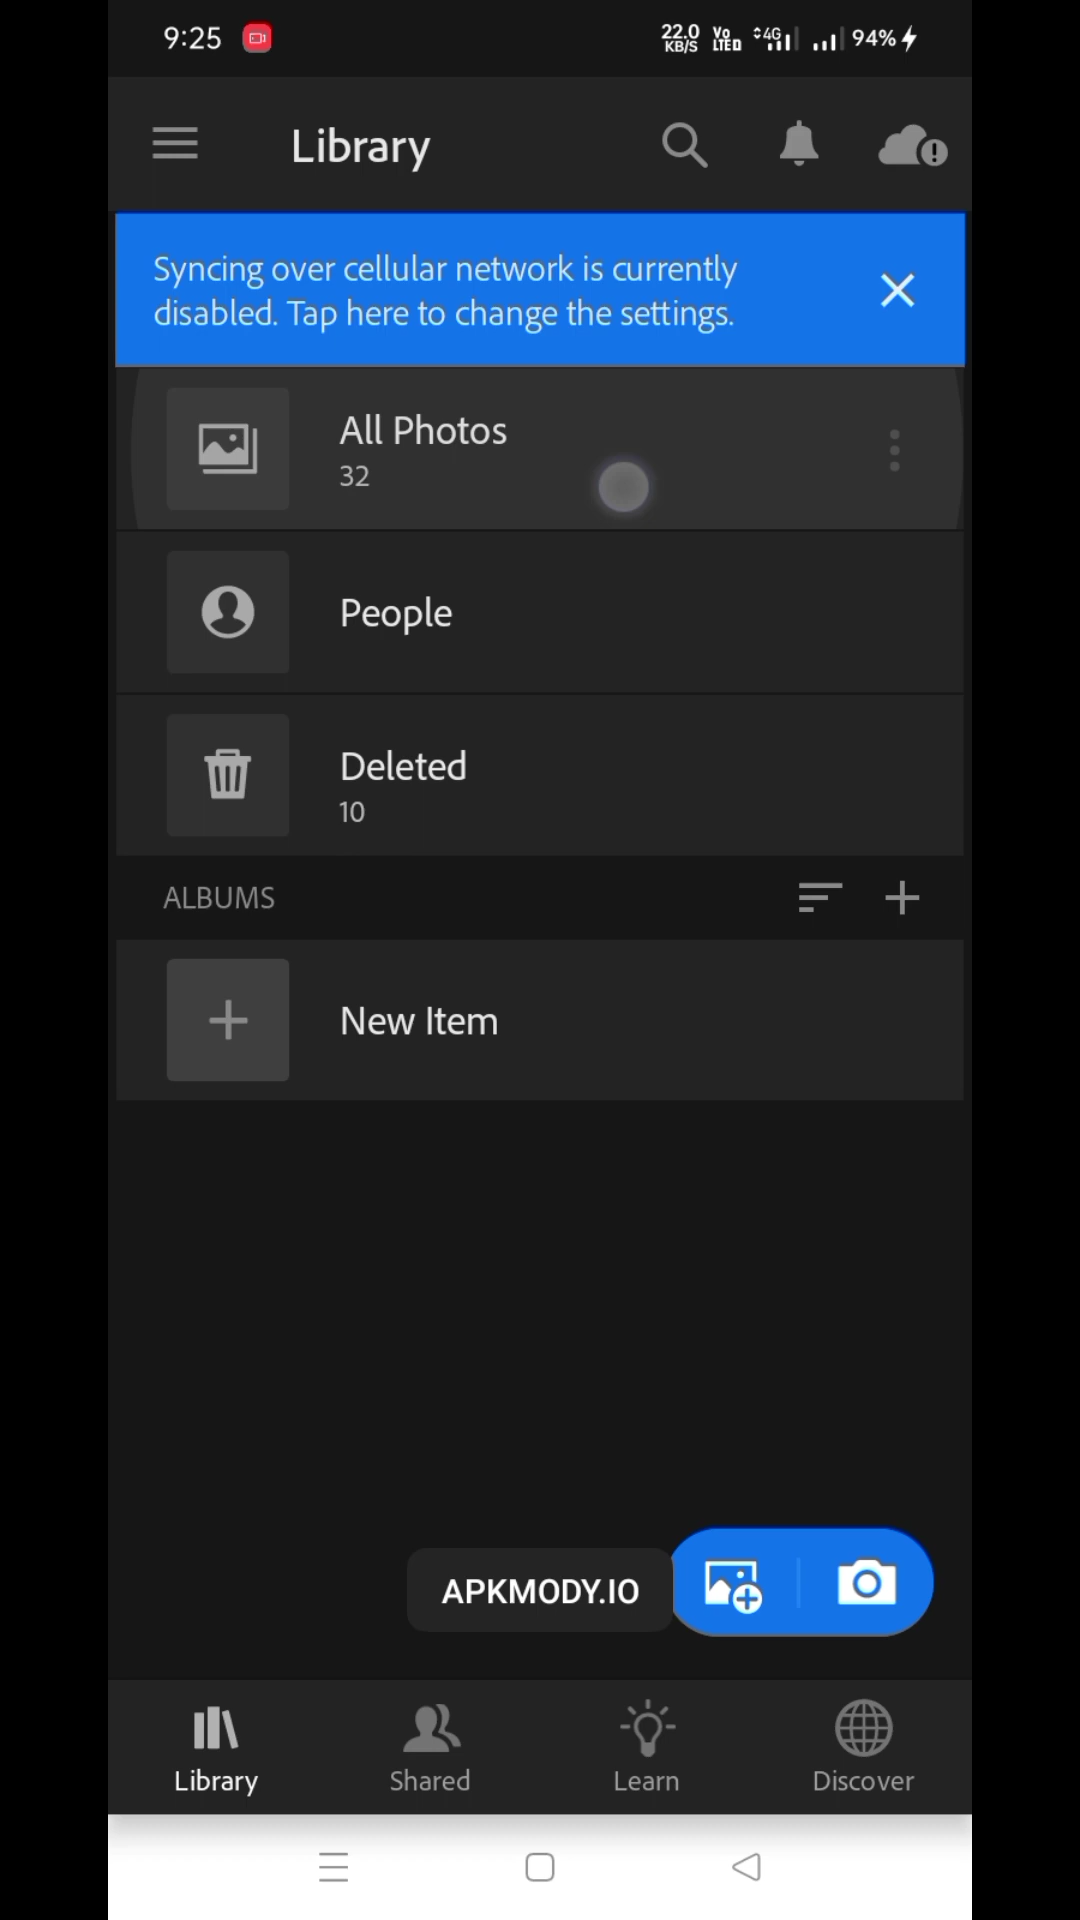 9:25
22.0 KB/S Vo LTED 4G 94%
Library
Syncing over cellular network is currently
disabled. Tap here to change the settings.
All Photos
32
People
Deleted
10
ALBUMS
New Item
APKMODY.IO
Library Shared Learn Discover